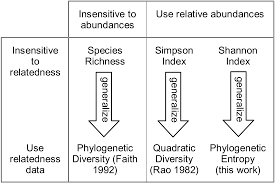 Insensitive to
abundances
Use relative abundances
Insensitive
to
relatedness
Species
Richness
Simpson
Index
Shannon
Index
generalize
generalize
generalize
Use
relatedness
data
Phylogenetic
Diversity (Faith
1992)
Quadratic
Diversity
(Rao 1982)
Phylogenetic
Entropy
(this work)